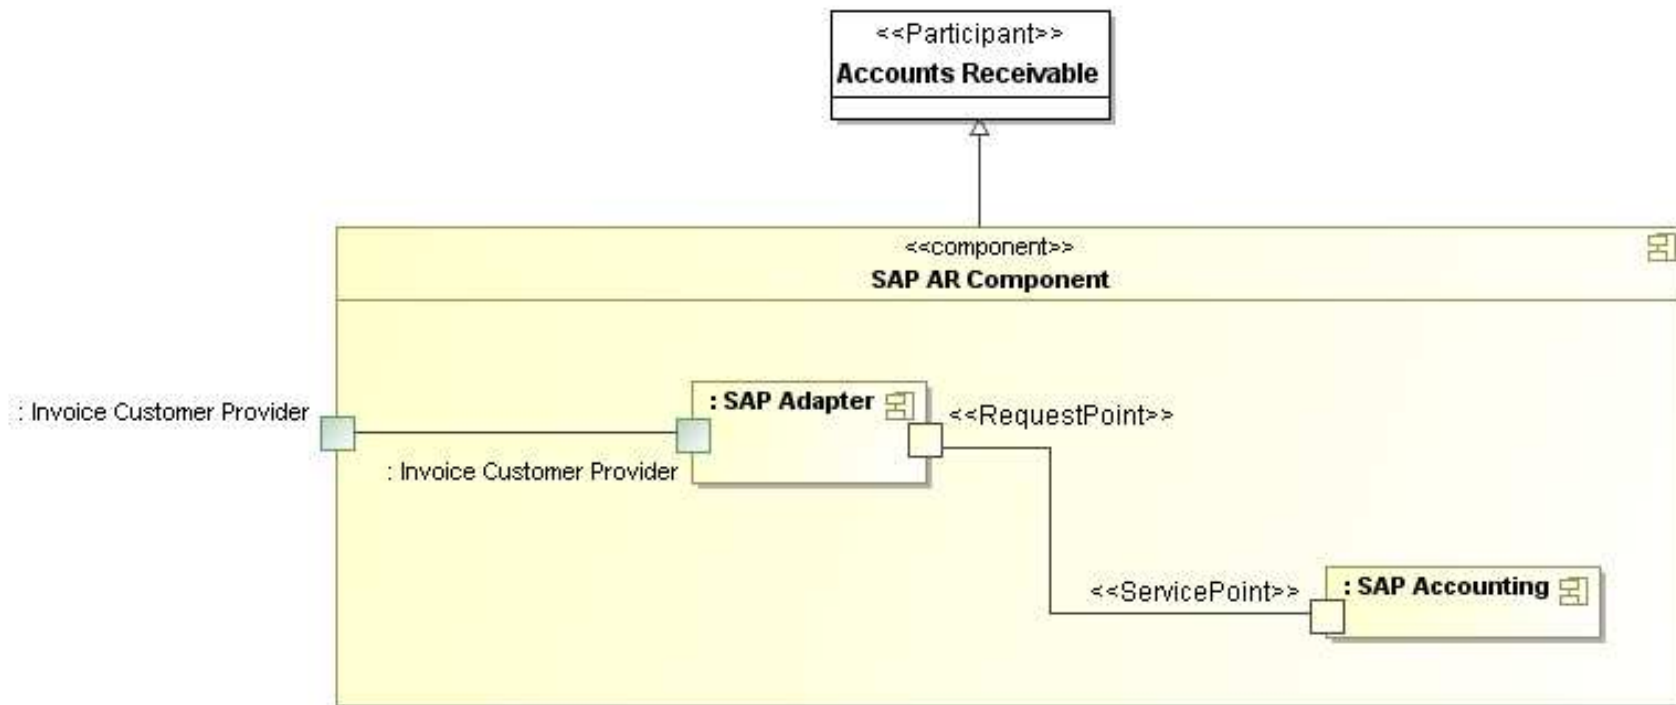 <<Participant>>
Accounts Receivable
<<component>>
SAP AR Component
: Invoice Customer Provider
: SAP Adapter
<<RequestPoint>>
: Invoice Customer Provider
<<ServicePoint>>
: SAP Accounting